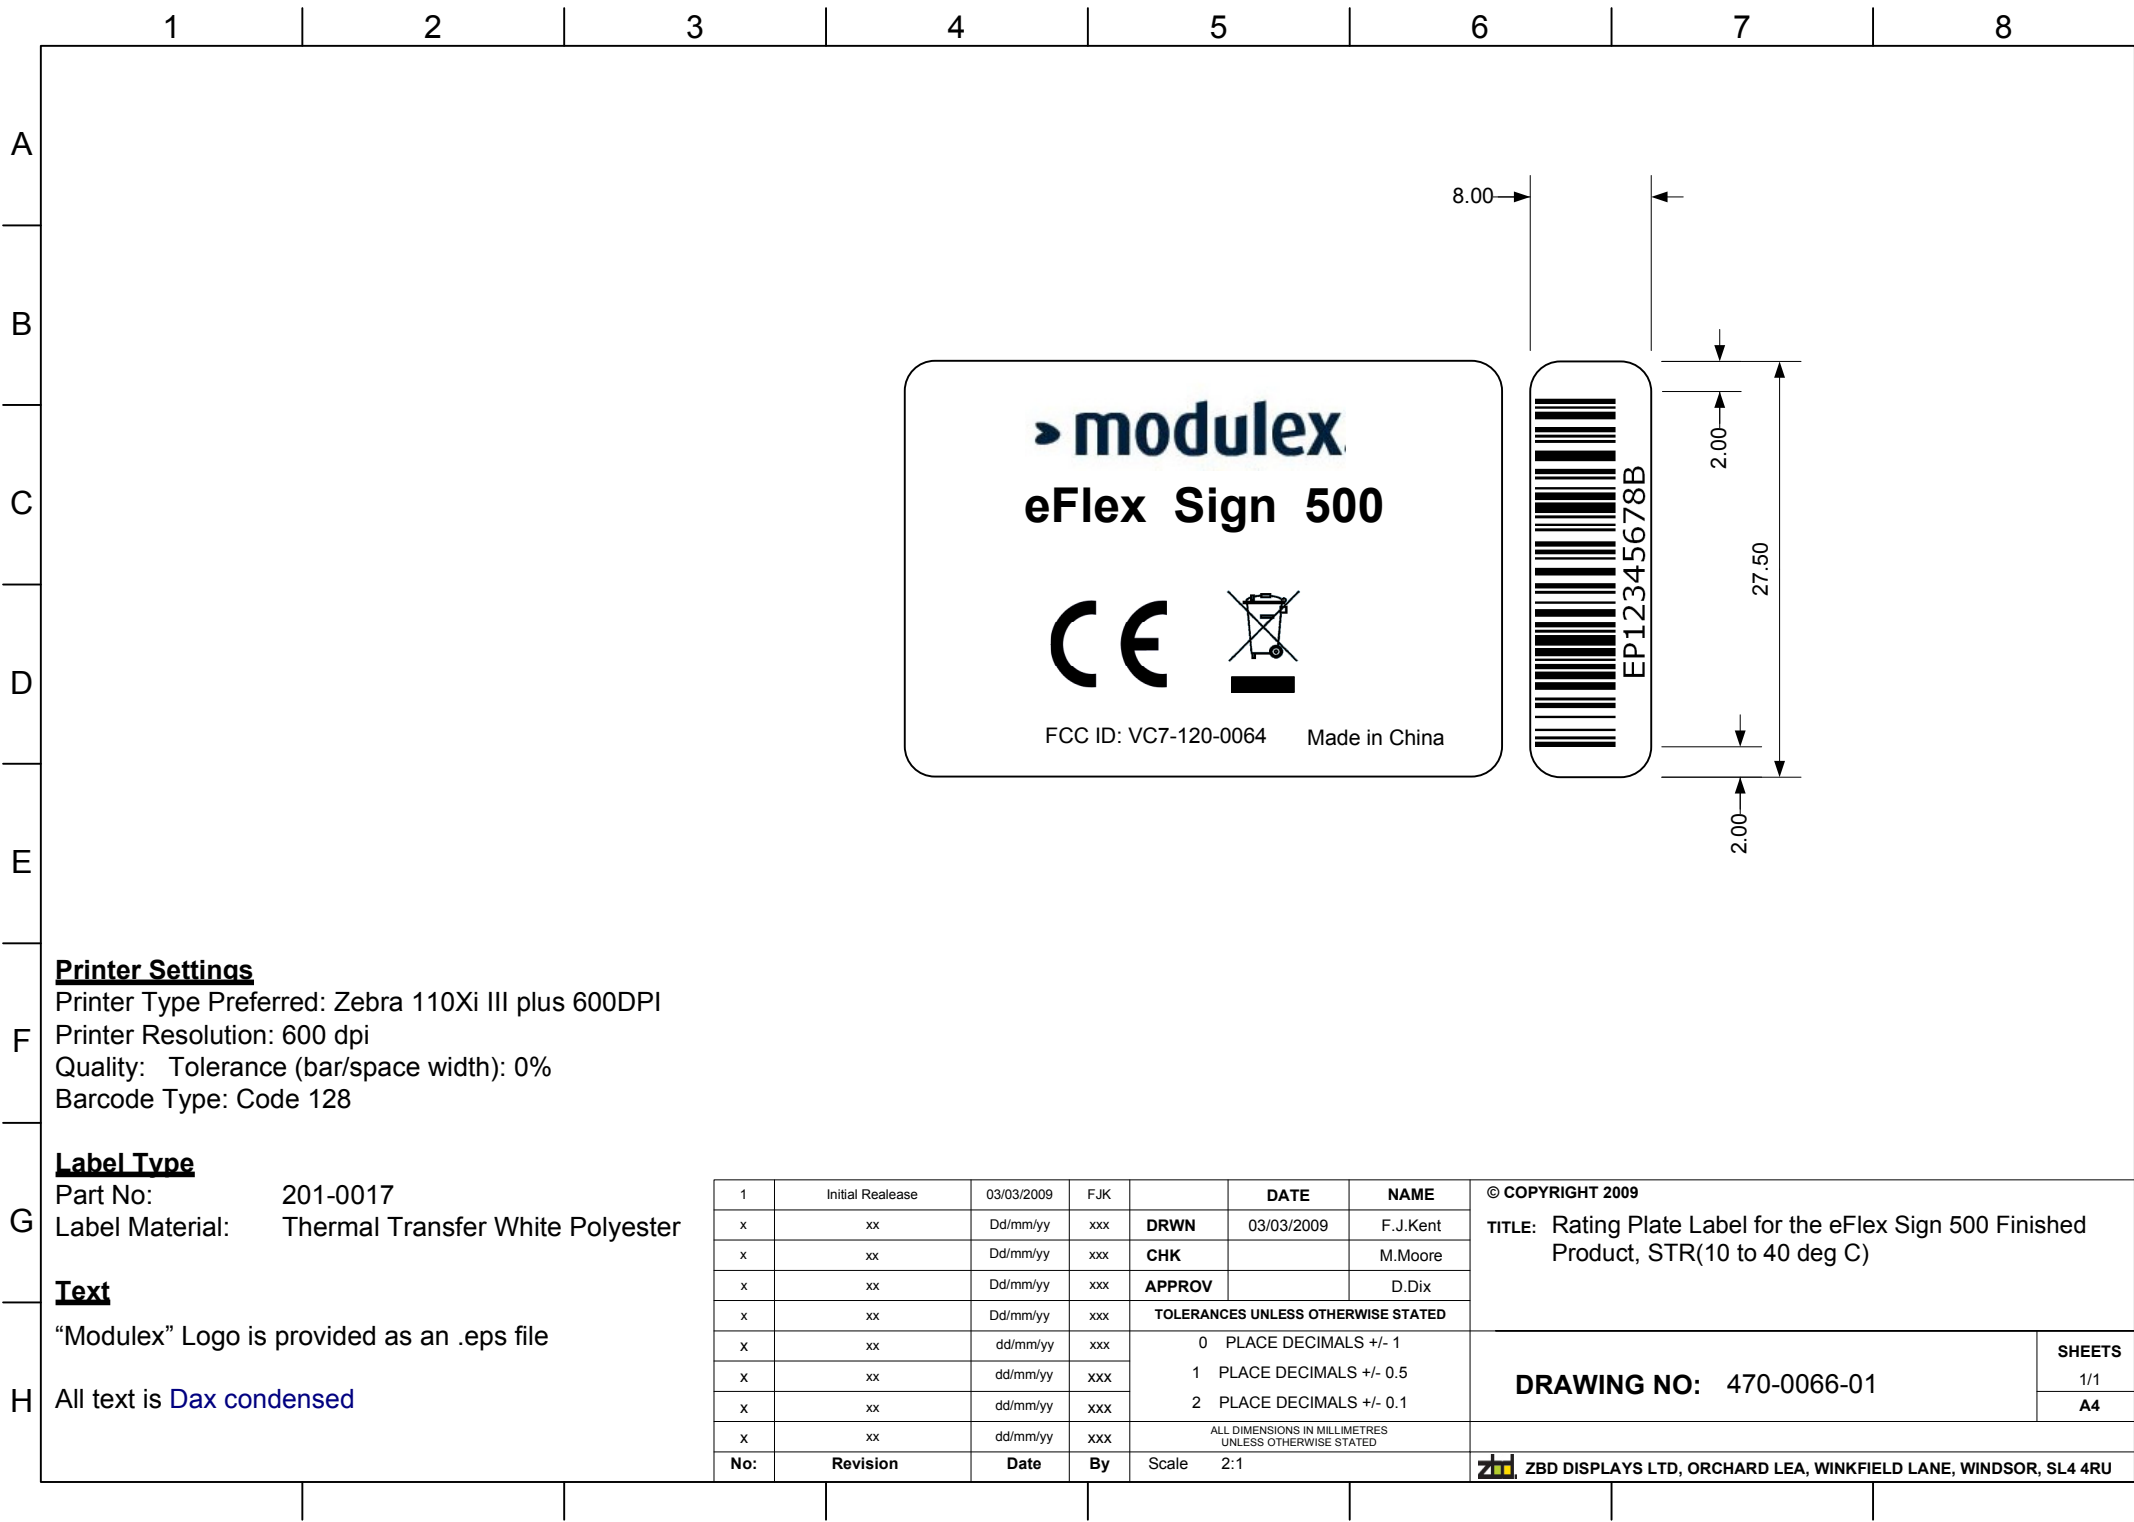 1 2 3 4 5 6 7 8
A
B
C
D
E
F
G
H
8.00
2.00
27.50
2.00
modulex
eFlex Sign 500
CE
FCC ID: VC7-120-0064 Made in China
EP12345678B
Printer Settings
Printer Type Preferred: Zebra 110Xi III plus 600DPI
Printer Resolution: 600 dpi
Quality: Tolerance (bar/space width): 0%
Barcode Type: Code 128
Label Type
Part No: 201-0017
Label Material: Thermal Transfer White Polyester
Text
“Modulex” Logo is provided as an .eps file
All text is Dax condensed
1 Initial Realease 03/03/2009 FJK
x xx Dd/mm/yy xxx
x xx Dd/mm/yy xxx
x xx Dd/mm/yy xxx
x xx Dd/mm/yy xxx
x xx dd/mm/yy xxx
x xx dd/mm/yy xxx
x xx dd/mm/yy xxx
x xx dd/mm/yy xxx
No: Revision Date By
DATE NAME
DRWN 03/03/2009 F.J.Kent
CHK M.Moore
APPROV D.Dix
TOLERANCES UNLESS OTHERWISE STATED
0 PLACE DECIMALS +/- 1
1 PLACE DECIMALS +/- 0.5
2 PLACE DECIMALS +/- 0.1
ALL DIMENSIONS IN MILLIMETRES
UNLESS OTHERWISE STATED
Scale 2:1
© COPYRIGHT 2009
TITLE: Rating Plate Label for the eFlex Sign 500 Finished
Product, STR(10 to 40 deg C)
DRAWING NO: 470-0066-01
SHEETS
1/1
A4
zbd ZBD DISPLAYS LTD, ORCHARD LEA, WINKFIELD LANE, WINDSOR, SL4 4RU